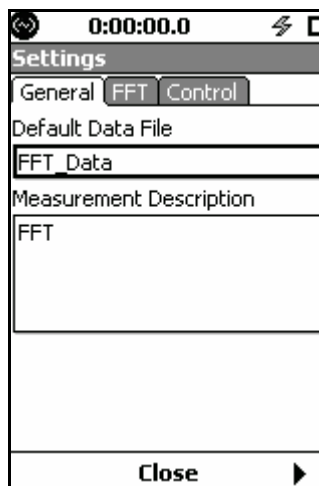 0:00:00.0
Settings
General FFT Control
Default Data File
FFT_Data
Measurement Description
FFT
Close